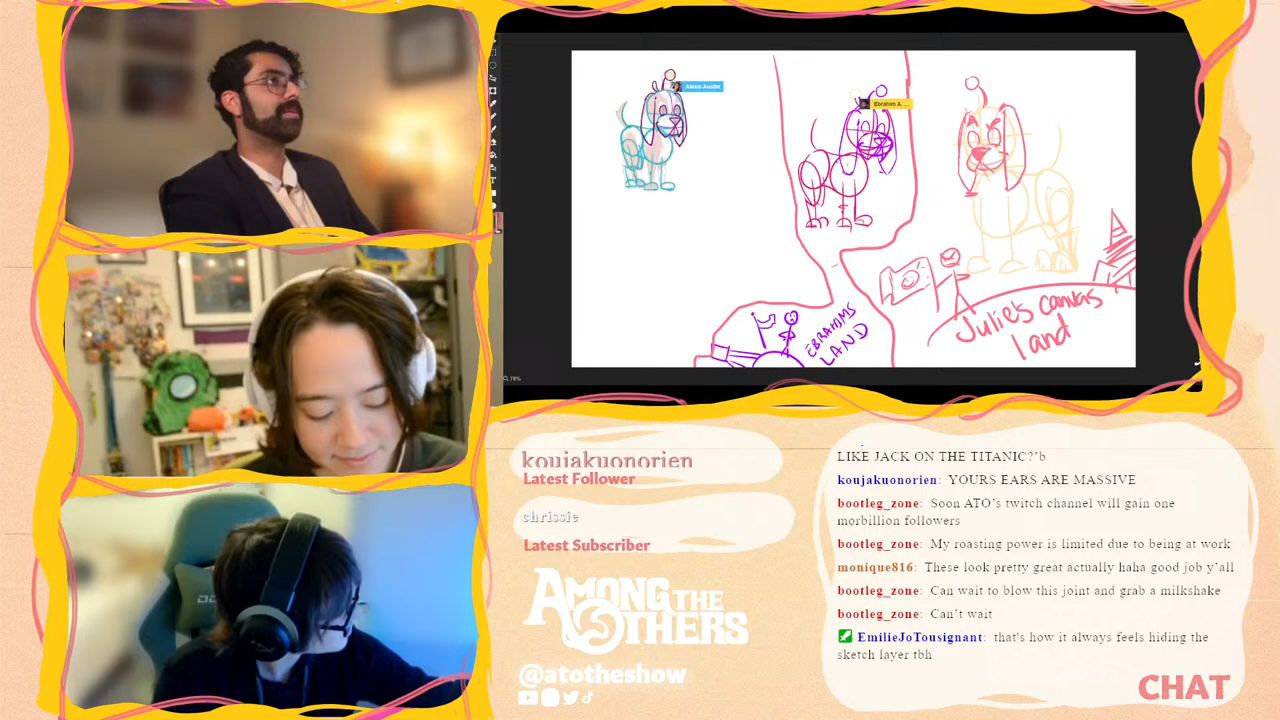 Alexis Austin
Ebrahim A. ...
EBRAHIMS
LAND
Julie's canvas
land
78%
koujakuonorien
Latest Follower
chrissie
Latest Subscriber
AMONG THE
OTHERS
@atotheshow
LIKE JACK ON THE TITANIC?'b
koujakuonorien: YOURS EARS ARE MASSIVE
bootleg_zone: Soon ATO's twitch channel will gain one
morbillion followers
bootleg_zone: My roasting power is limited due to being at work
monique816: These look pretty great actually haha good job y'all
bootleg_zone: Can wait to blow this joint and grab a milkshake
bootleg_zone: Can't wait
EmilieJoTousignant: that's how it always feels hiding the
sketch layer tbh
CHAT